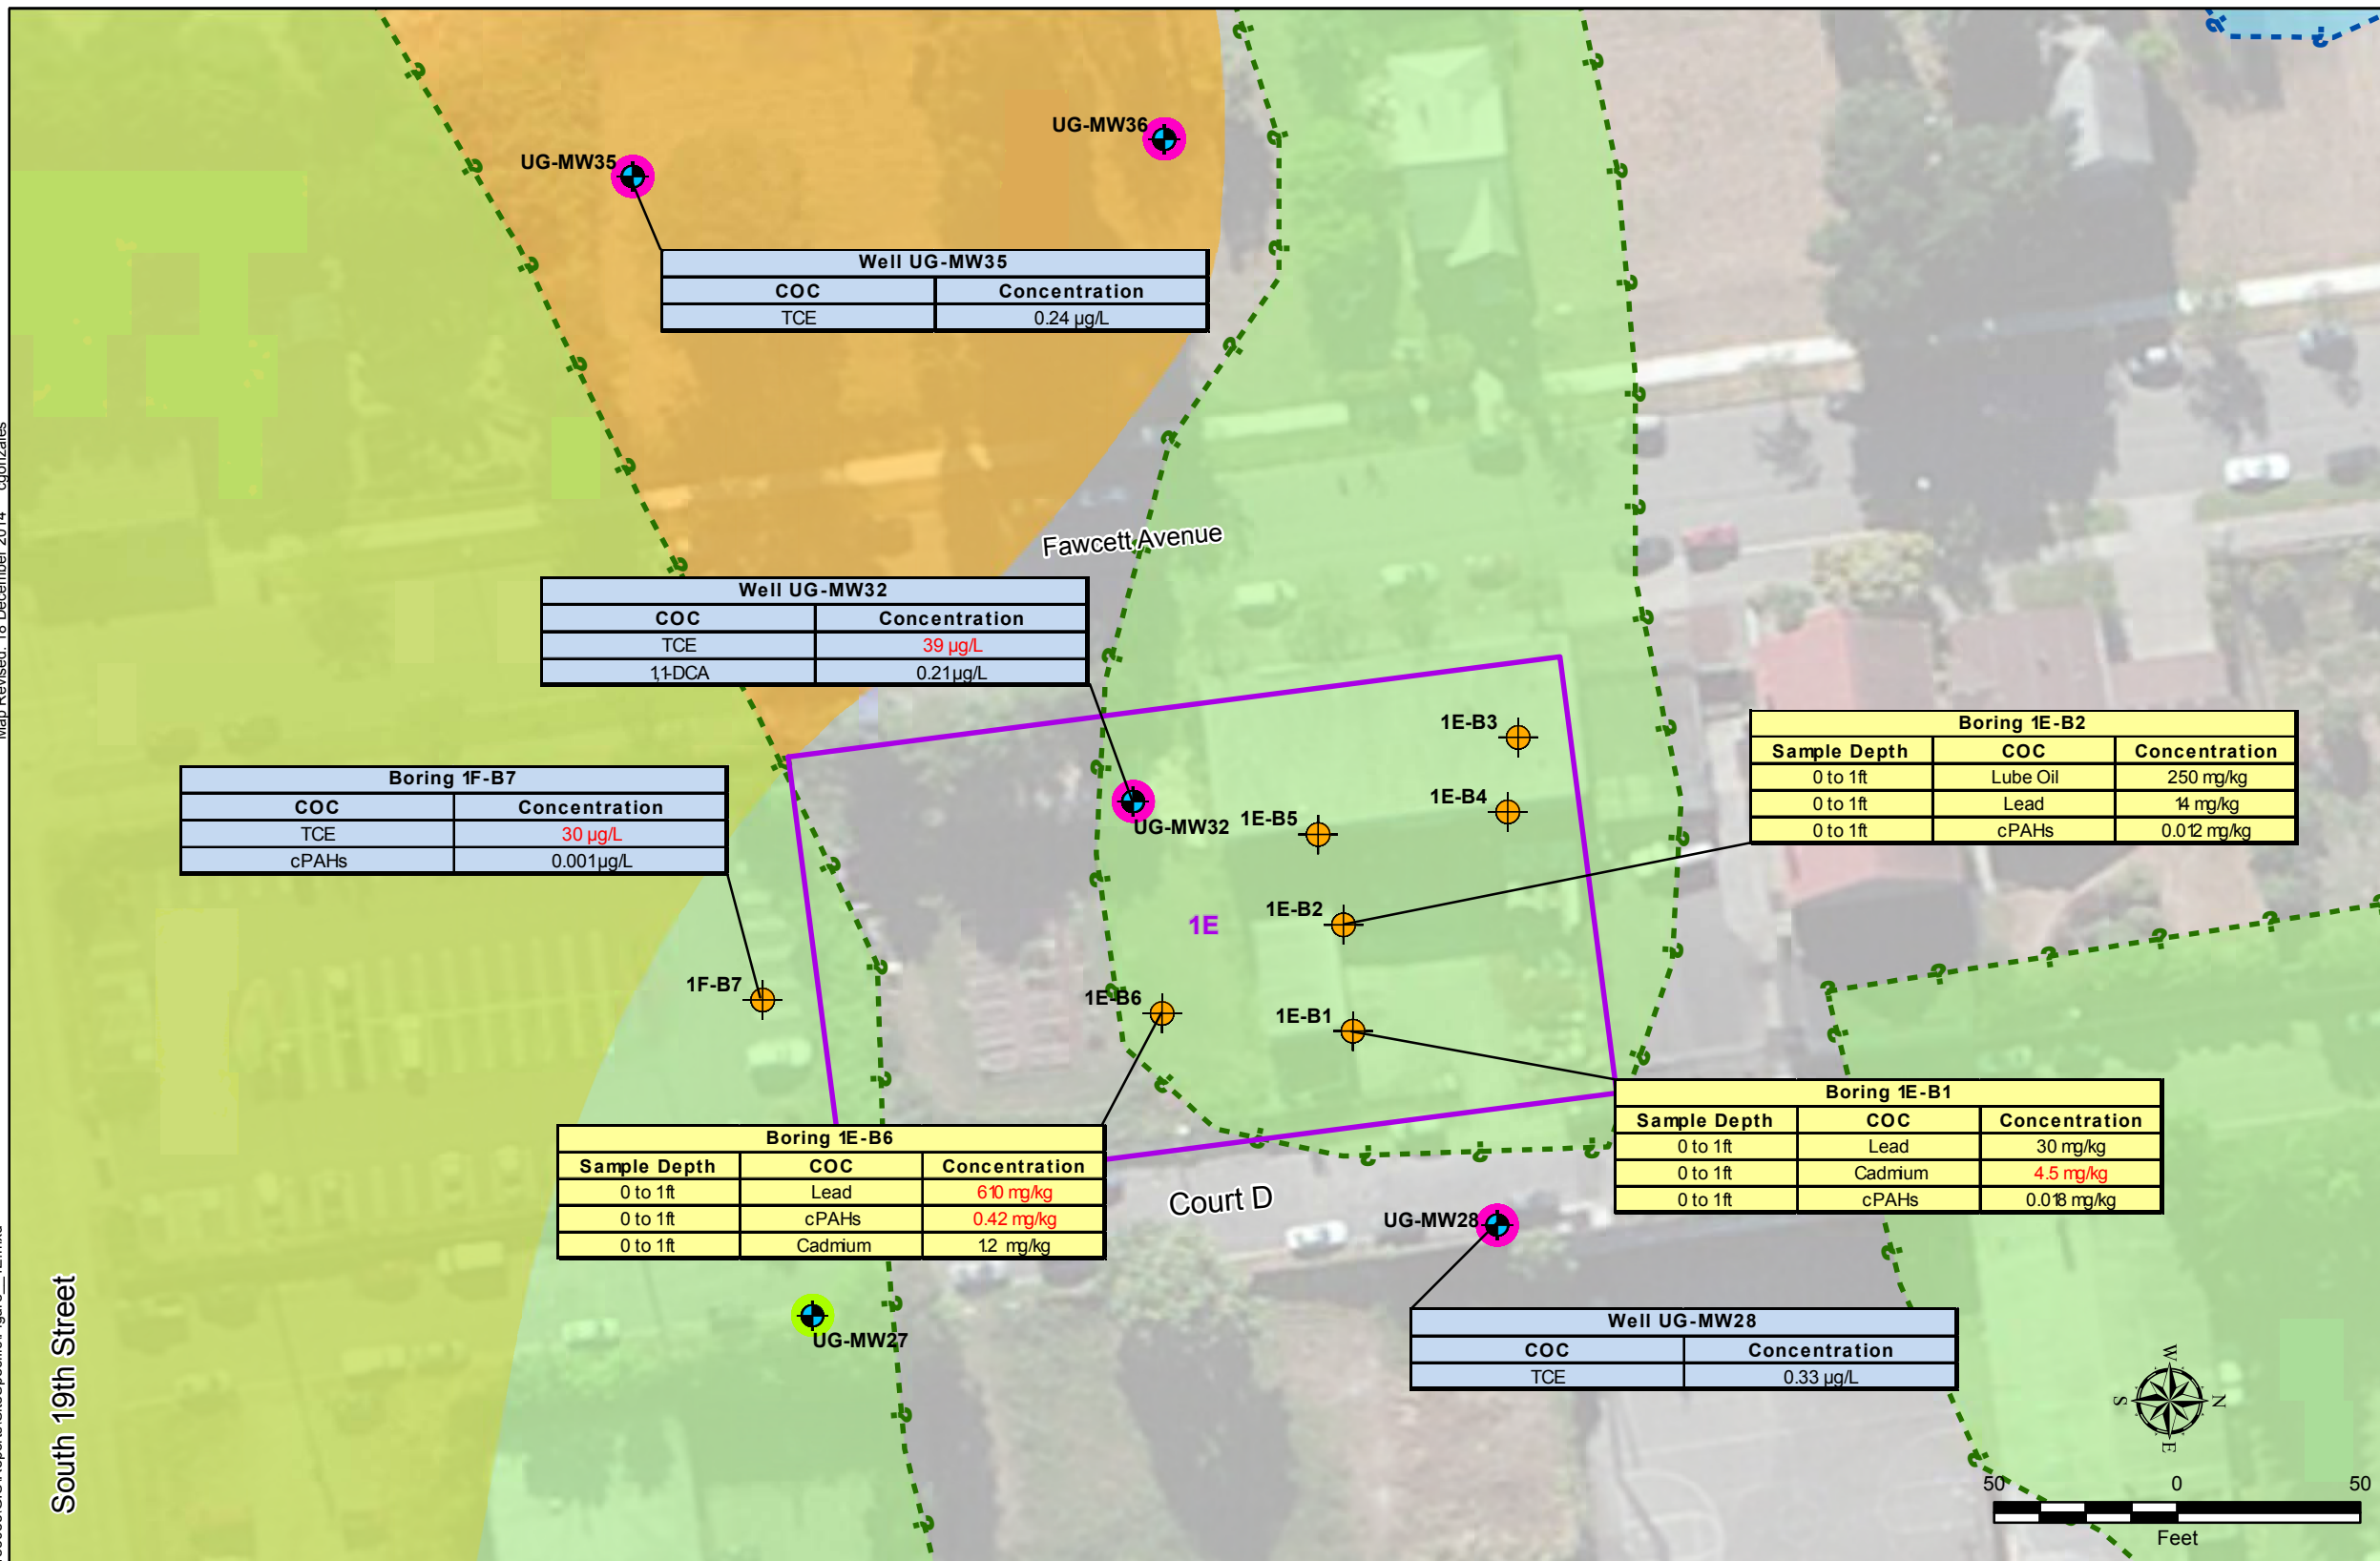 UG-MW36
UG-MW35
Well UG-MW35
COC Concentration
TCE 0.24 µg/L
Map Revised: 18 December 2014 cgonzales
Fawcett Avenue
Well UG-MW32
COC Concentration
TCE 39 µg/L
1,1-DCA 0.21µg/L
1E-B3
Boring 1E-B2
Sample Depth COC Concentration
0 to 1ft Lube Oil 250 mg/kg
0 to 1ft Lead 14 mg/kg
0 to 1ft cPAHs 0.012 mg/kg
Boring 1F-B7
COC Concentration
TCE 30 µg/L
cPAHs 0.001µg/L
1E-B4
1E-B5
UG-MW32
1E-B2
1E
1F-B7
1E-B6
1E-B1
Boring 1E-B1
Sample Depth COC Concentration
0 to 1ft Lead 30 mg/kg
0 to 1ft Cadmium 4.5 mg/kg
0 to 1ft cPAHs 0.018 mg/kg
Boring 1E-B6
Sample Depth COC Concentration
0 to 1ft Lead 610 mg/kg
0 to 1ft cPAHs 0.42 mg/kg
0 to 1ft Cadmium 1.2 mg/kg
Court D
UG-MW28
UG-MW27
Well UG-MW28
COC Concentration
TCE 0.33 µg/L
South 19th Street
W
S N
E
50 0 50
Feet